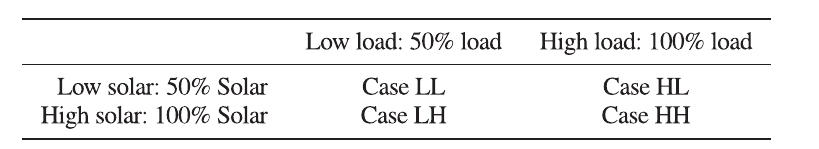 Low load: 50% load High load: 100% load
Low solar: 50% Solar Case LL Case HL
High solar: 100% Solar Case LH Case HH